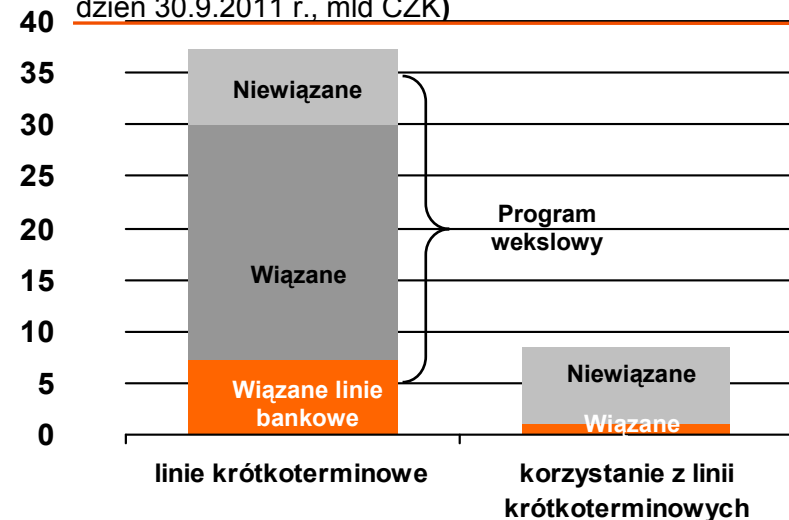 dzień 30.9.2011 r., mld CZK)
40
35
30
25
20
15
10
5
0
Niewiązane
Wiązane
Wiązane linie
bankowe
Program
wekslowy
Niewiązane
Wiązane
linie krótkoterminowe
korzystanie z linii
krótkoterminowych